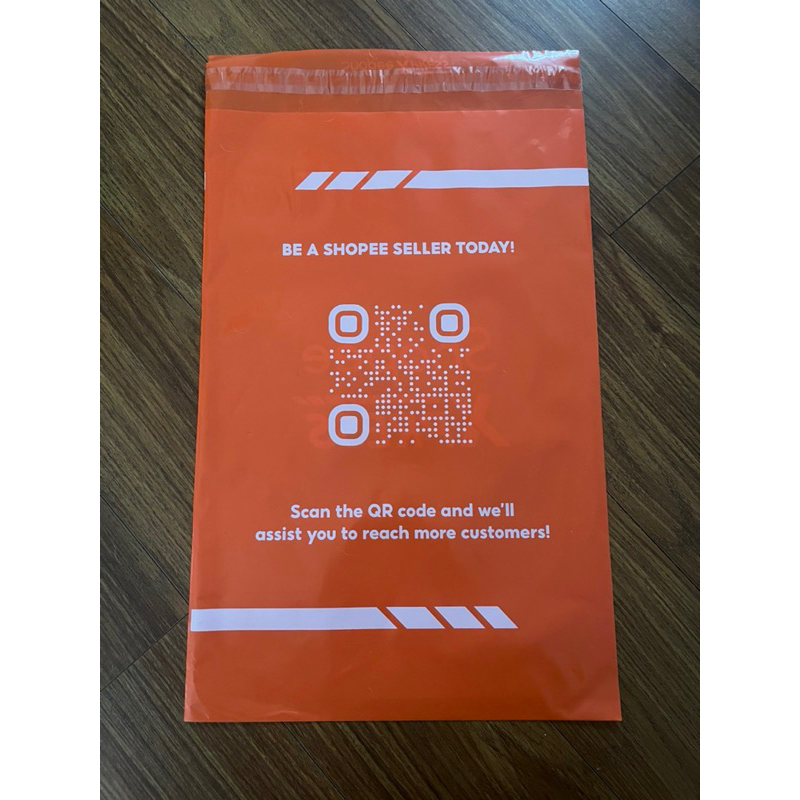 BE A SHOPEE SELLER TODAY!
Scan the QR code and we'll
assist you to reach more customers!